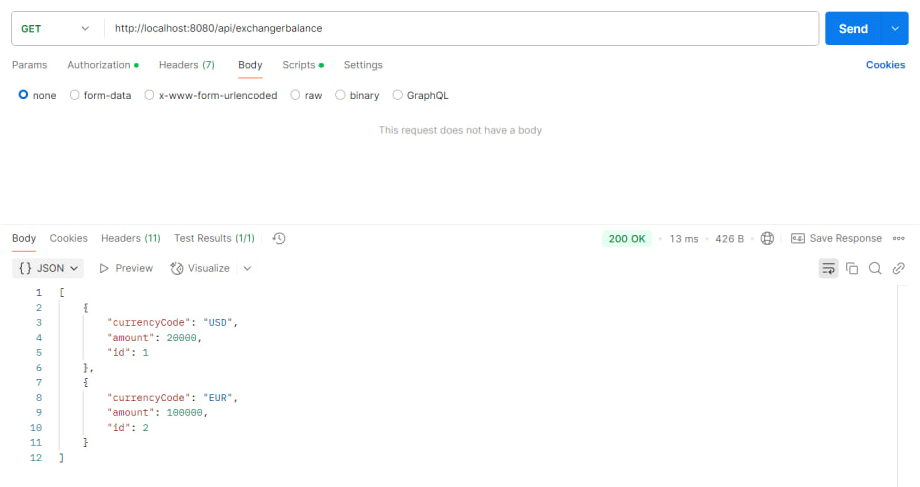 GET http://localhost:8080/api/exchangerbalance Send
Params Authorization Headers (7) Body Scripts Settings Cookies
none form-data x-www-form-urlencoded raw binary GraphQL
This request does not have a body
Body Cookies Headers (11) Test Results (1/1) 200 OK 13 ms 426 B e.g. Save Response
{} JSON Preview Visualize
1 [
2 {
3 "currencyCode": "USD",
4 "amount": 20000,
5 "id": 1
6 },
7 {
8 "currencyCode": "EUR",
9 "amount": 100000,
10 "id": 2
11 }
12 ]